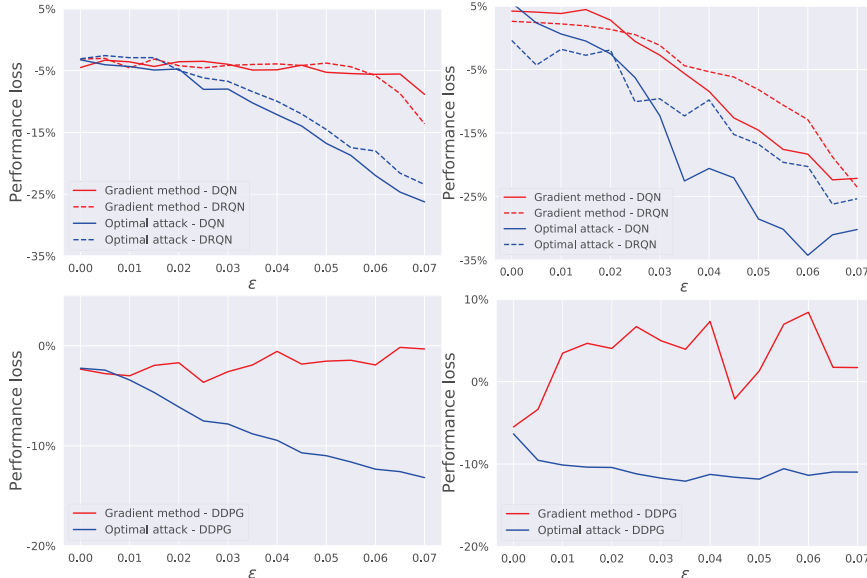 5%
-5%
-15%
-25%
-35%
Performance loss
Gradient method - DQN
Gradient method - DRQN
Optimal attack - DQN
Optimal attack - DRQN
0.00 0.01 0.02 0.03 0.04 0.05 0.06 0.07
ε
5%
-5%
-15%
-25%
-35%
Performance loss
Gradient method - DQN
Gradient method - DRQN
Optimal attack - DQN
Optimal attack - DRQN
0.00 0.01 0.02 0.03 0.04 0.05 0.06 0.07
ε
0%
-10%
-20%
Performance loss
Gradient method - DDPG
Optimal attack - DDPG
0.00 0.01 0.02 0.03 0.04 0.05 0.06 0.07
ε
10%
0%
-10%
-20%
Performance loss
Gradient method - DDPG
Optimal attack - DDPG
0.00 0.01 0.02 0.03 0.04 0.05 0.06 0.07
ε